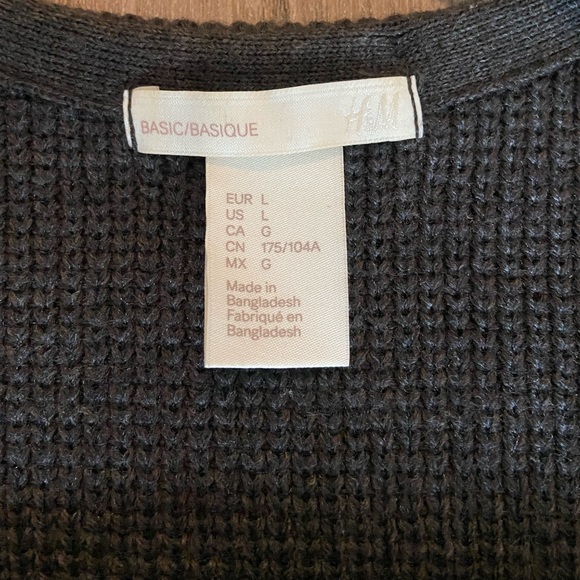 BASIC/BASIQUE H&M
EUR L
US L
CA G
CN 175/104A
MX G
Made in
Bangladesh
Fabriqué en
Bangladesh